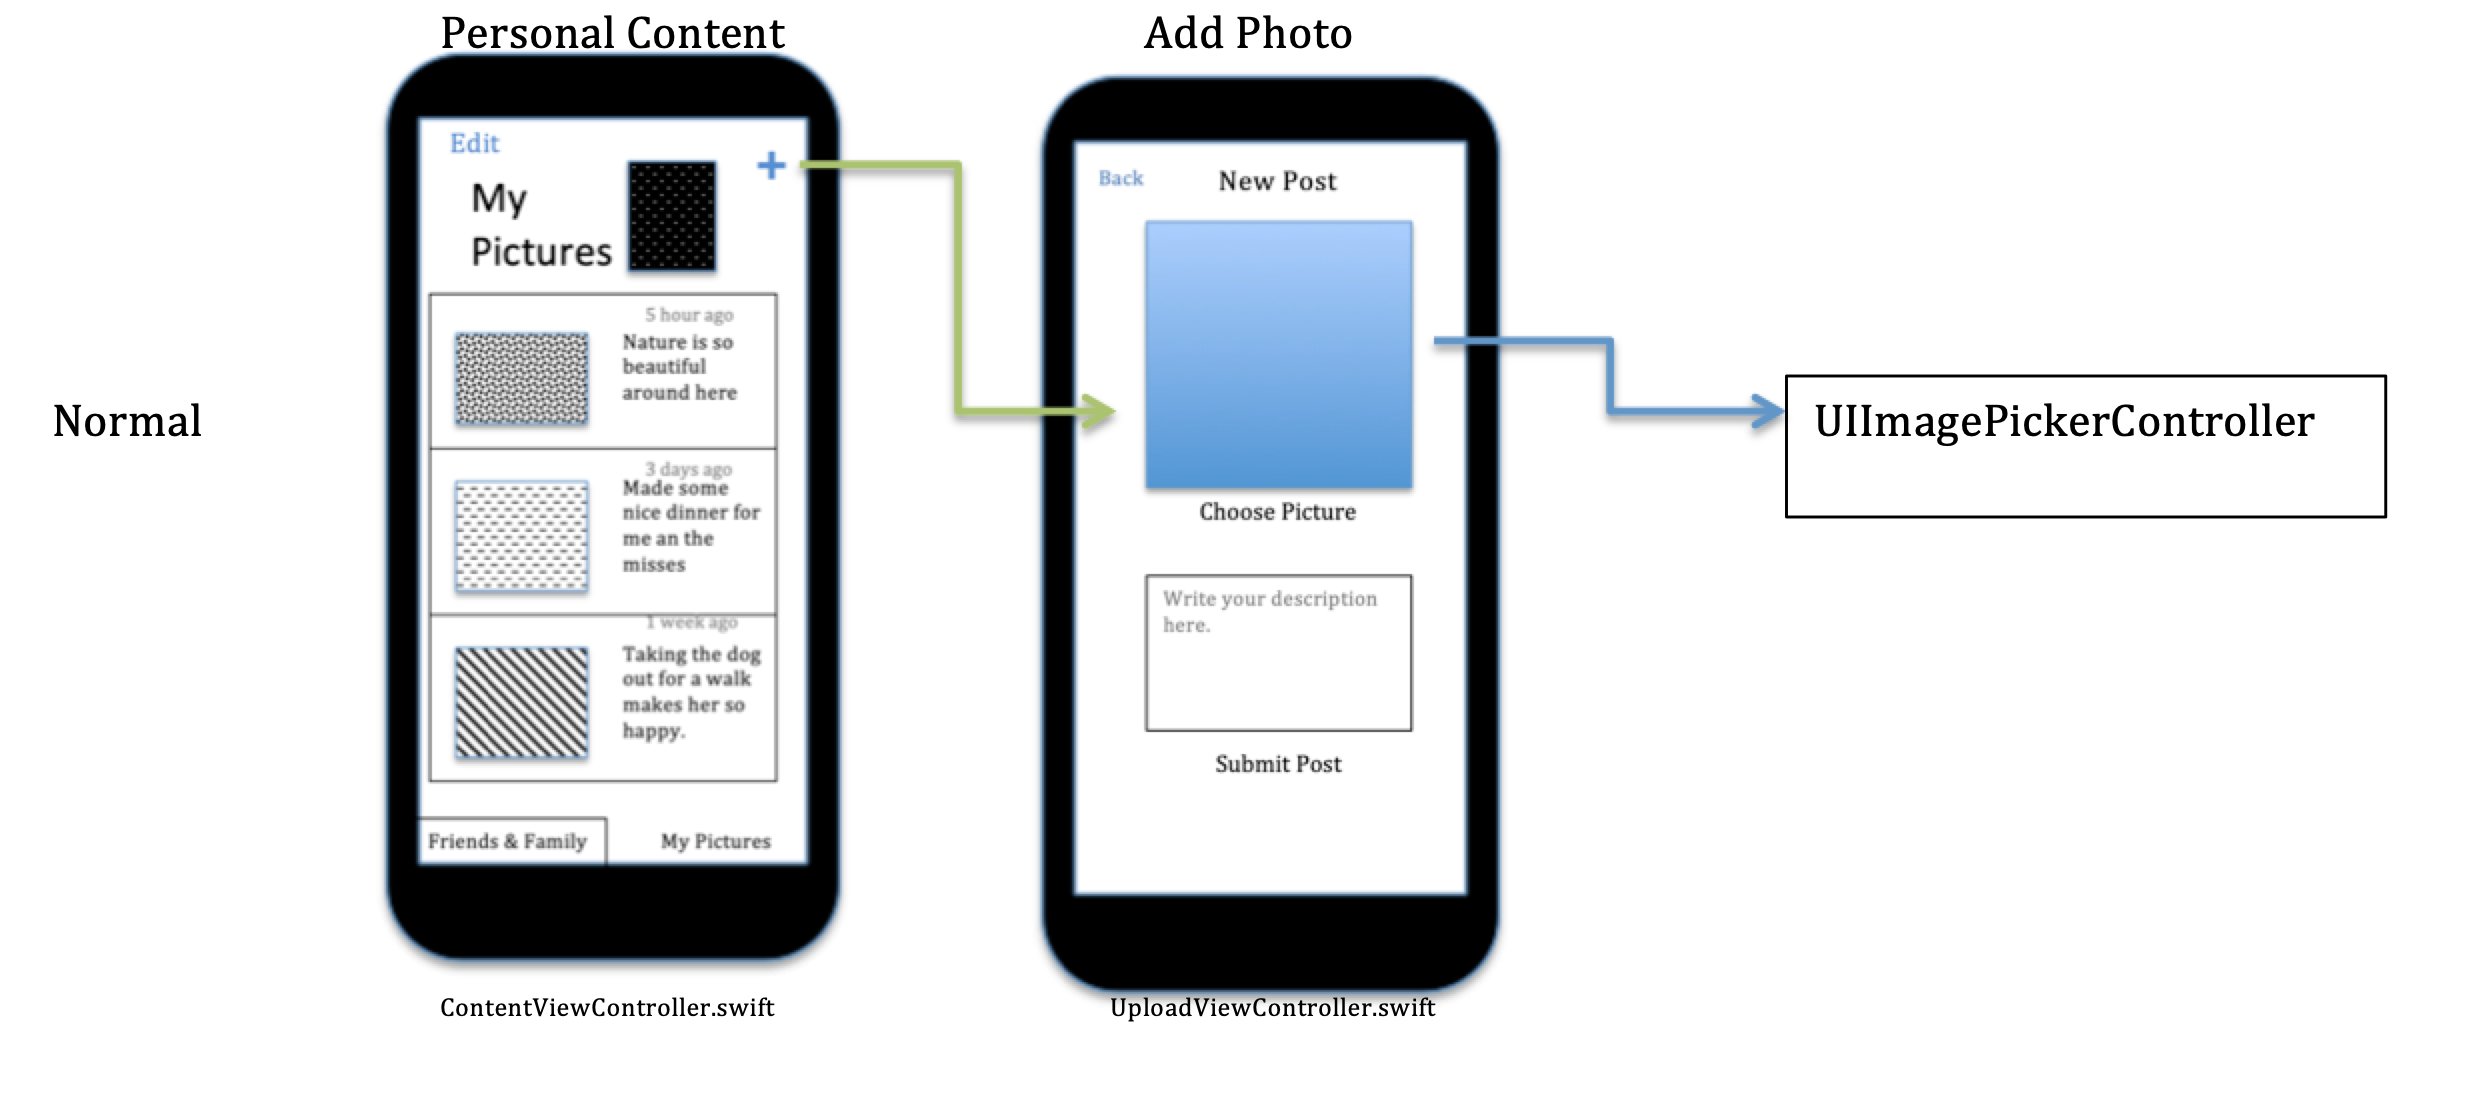 Personal Content
Add Photo
Normal
Edit
+
My
Pictures
5 hour ago
Nature is so
beautiful
around here
3 days ago
Made some
nice dinner for
me an the
misses
1 week ago
Taking the dog
out for a walk
makes her so
happy.
Friends & Family
My Pictures
ContentViewController.swift
Back
New Post
Choose Picture
Write your description
here.
Submit Post
UploadViewController.swift
UIImagePickerController